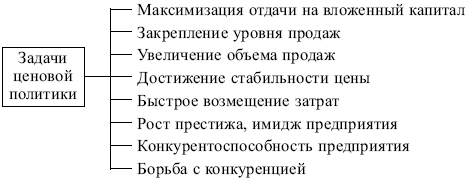 Задачи
ценовой
политики
Максимизация отдачи на вложенный капитал
Закрепление уровня продаж
Увеличение объема продаж
Достижение стабильности цены
Быстрое возмещение затрат
Рост престижа, имидж предприятия
Конкурентоспособность предприятия
Борьба с конкуренцией